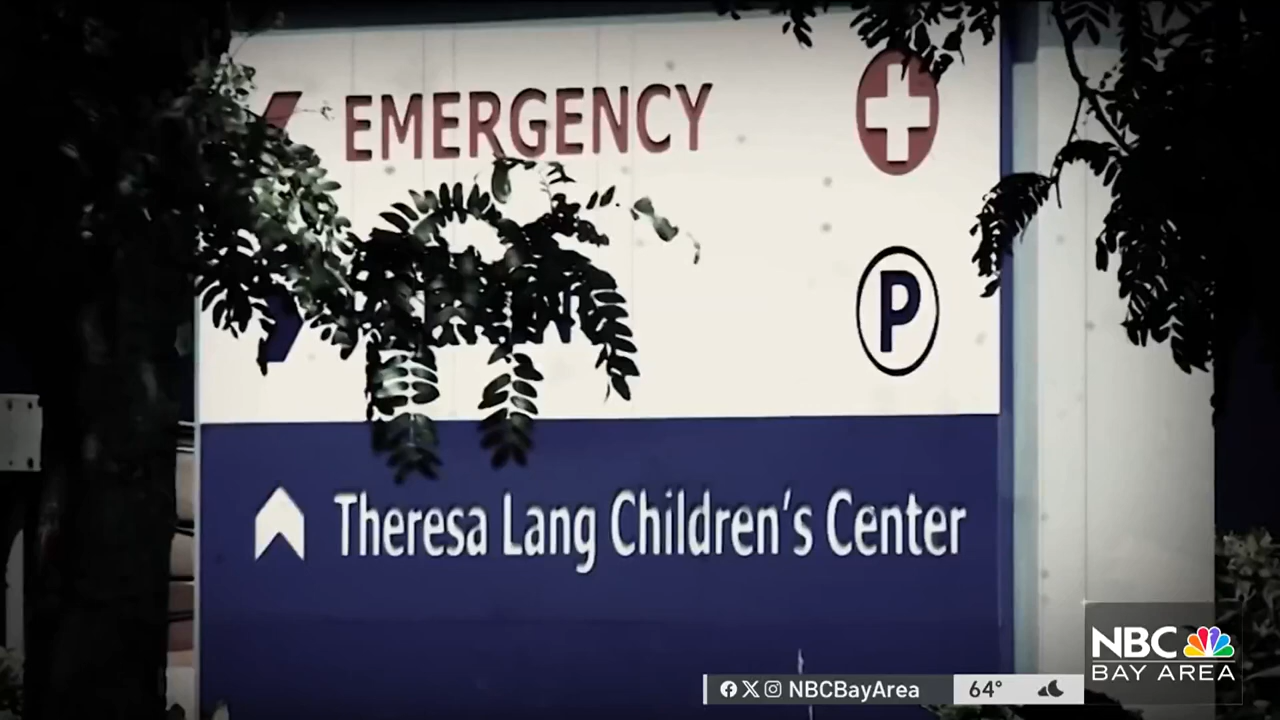 EMERGENCY
P
Theresa Lang Children's Center
NBC
BAY AREA
NBCBayArea
64°